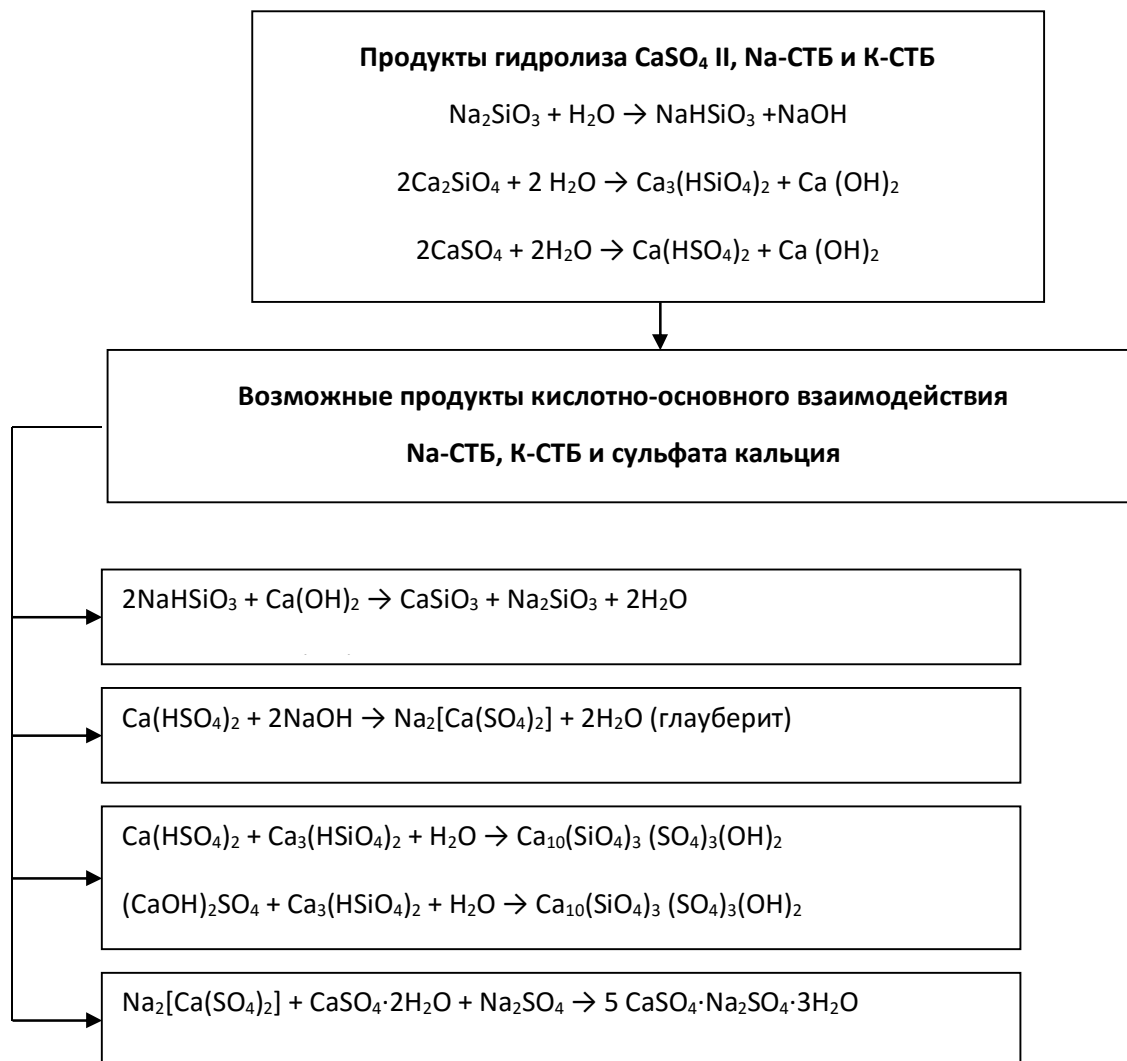 Продукты гидролиза CaSO₄ II, Na-СТБ и К-СТБ
Na₂SiO₃ + H₂O → NaHSiO₃ +NaOH
2Ca₂SiO₄ + 2 H₂O → Ca₃(HSiO₄)₂ + Ca (OH)₂
2CaSO₄ + 2H₂O → Ca(HSO₄)₂ + Ca (OH)₂
Возможные продукты кислотно-основного взаимодействия
Na-СТБ, К-СТБ и сульфата кальция
2NaHSiO₃ + Ca(OH)₂ → CaSiO₃ + Na₂SiO₃ + 2H₂O
Ca(HSO₄)₂ + 2NaOH → Na₂[Ca(SO₄)₂] + 2H₂O (глауберит)
Ca(HSO₄)₂ + Ca₃(HSiO₄)₂ + H₂O → Ca₁₀(SiO₄)₃ (SO₄)₃(OH)₂
(CaOH)₂SO₄ + Ca₃(HSiO₄)₂ + H₂O → Ca₁₀(SiO₄)₃ (SO₄)₃(OH)₂
Na₂[Ca(SO₄)₂] + CaSO₄·2H₂O + Na₂SO₄ → 5 CaSO₄·Na₂SO₄·3H₂O